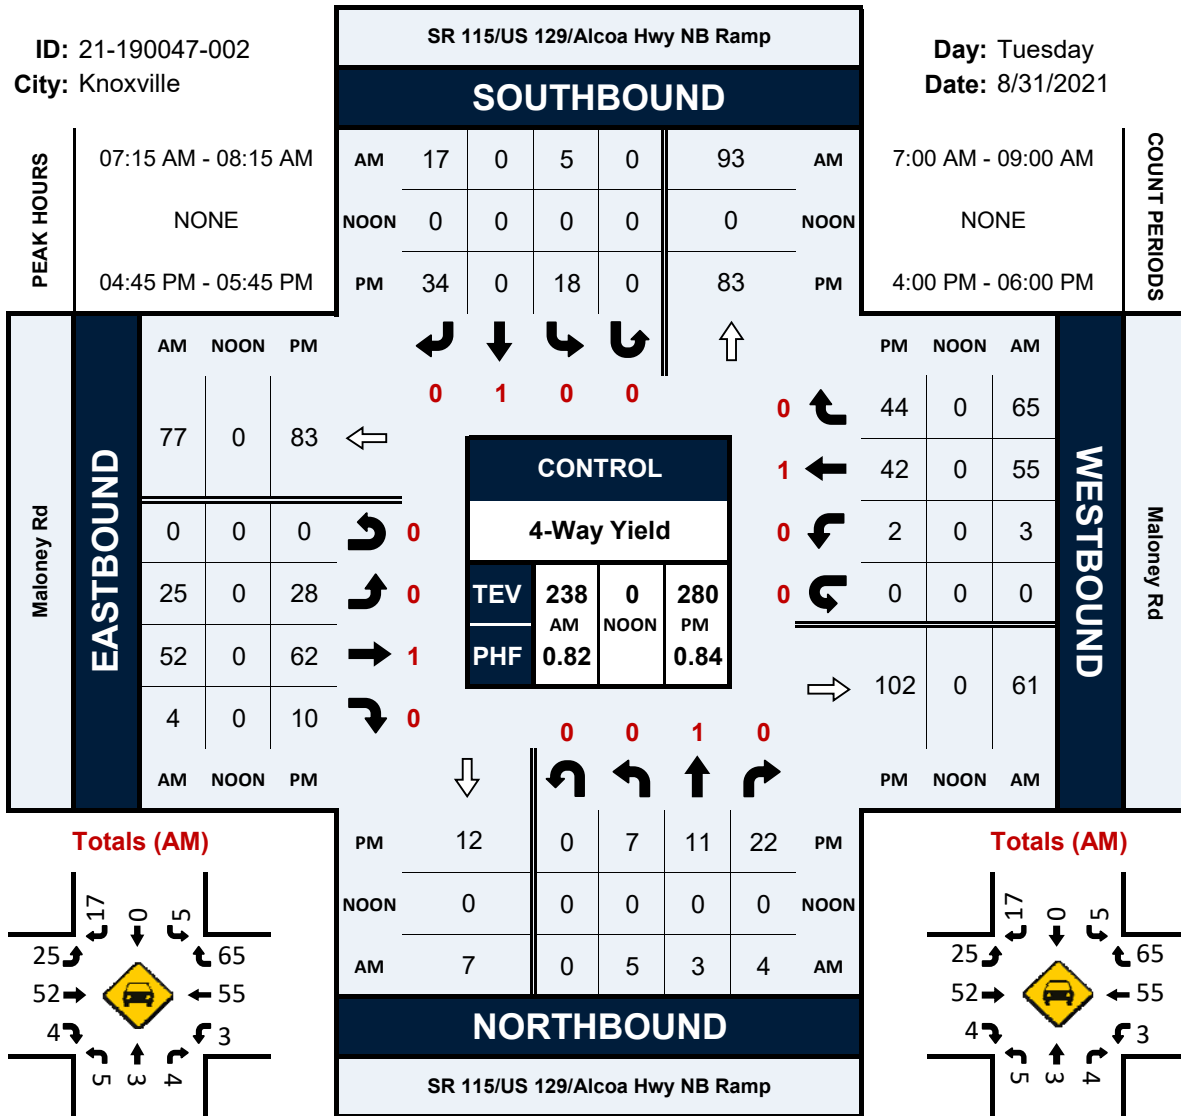 SR 115/US 129/Alcoa Hwy NB Ramp
ID: 21-190047-002
Day: Tuesday
City: Knoxville
Date: 8/31/2021
SOUTHBOUND
PEAK HOURS
07:15 AM - 08:15 AM
AM 17 0 5 0 93 AM
7:00 AM - 09:00 AM
COUNT PERIODS
NONE
NOON 0 0 0 0 0 NOON
NONE
04:45 PM - 05:45 PM
PM 34 0 18 0 83 PM
4:00 PM - 06:00 PM
Maloney Rd
EASTBOUND
AM NOON PM
77 0 83
0 0 0 0
25 0 28 0
52 0 62 1
4 0 10 0
AM NOON PM
0 1 0 0
CONTROL
4-Way Yield
TEV 238 0 280
AM NOON PM
PHF 0.82 0.84
PM NOON AM
0 44 0 65
1 42 0 55
0 2 0 3
0 0 0 0
102 0 61
PM NOON AM
WESTBOUND
Maloney Rd
0 0 1 0
PM 12 0 7 11 22 PM
NOON 0 0 0 0 0 NOON
AM 7 0 5 3 4 AM
NORTHBOUND
SR 115/US 129/Alcoa Hwy NB Ramp
Totals (AM)
17 0 5
25 65
52 55
4 3
5 3 4
Totals (AM)
17 0 5
25 65
52 55
4 3
5 3 4